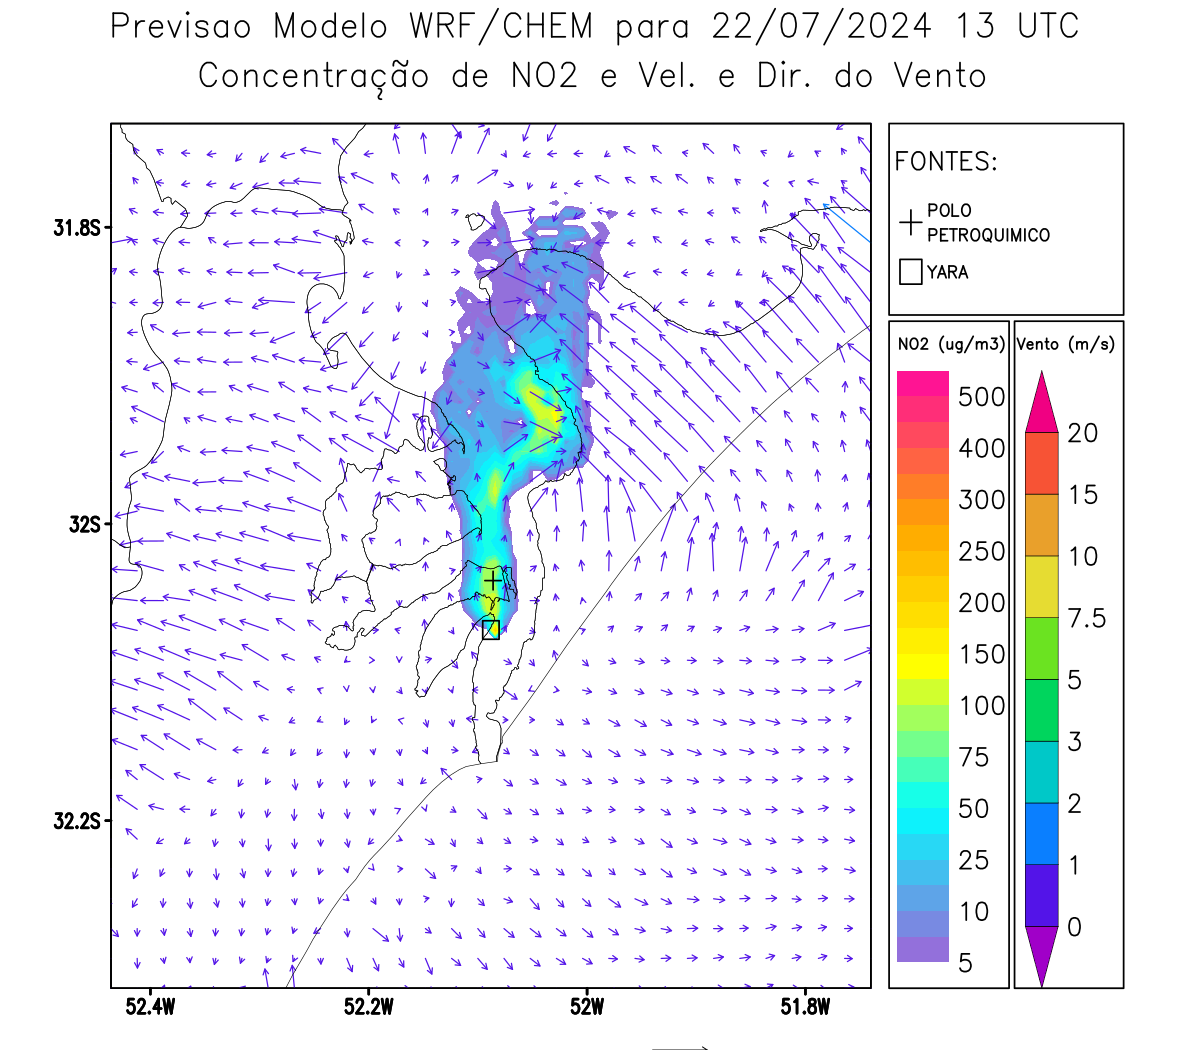 Previsao Modelo WRF/CHEM para 22/07/2024 13 UTC
Concentração de NO2 e Vel. e Dir. do Vento
FONTES:
POLO
PETROQUIMICO
YARA
31.8S
32S
32.2S
52.4W
52.2W
52W
51.8W
NO2 (ug/m3)
500
400
300
250
200
150
100
75
50
25
10
5
Vento (m/s)
20
15
10
7.5
5
3
2
1
0